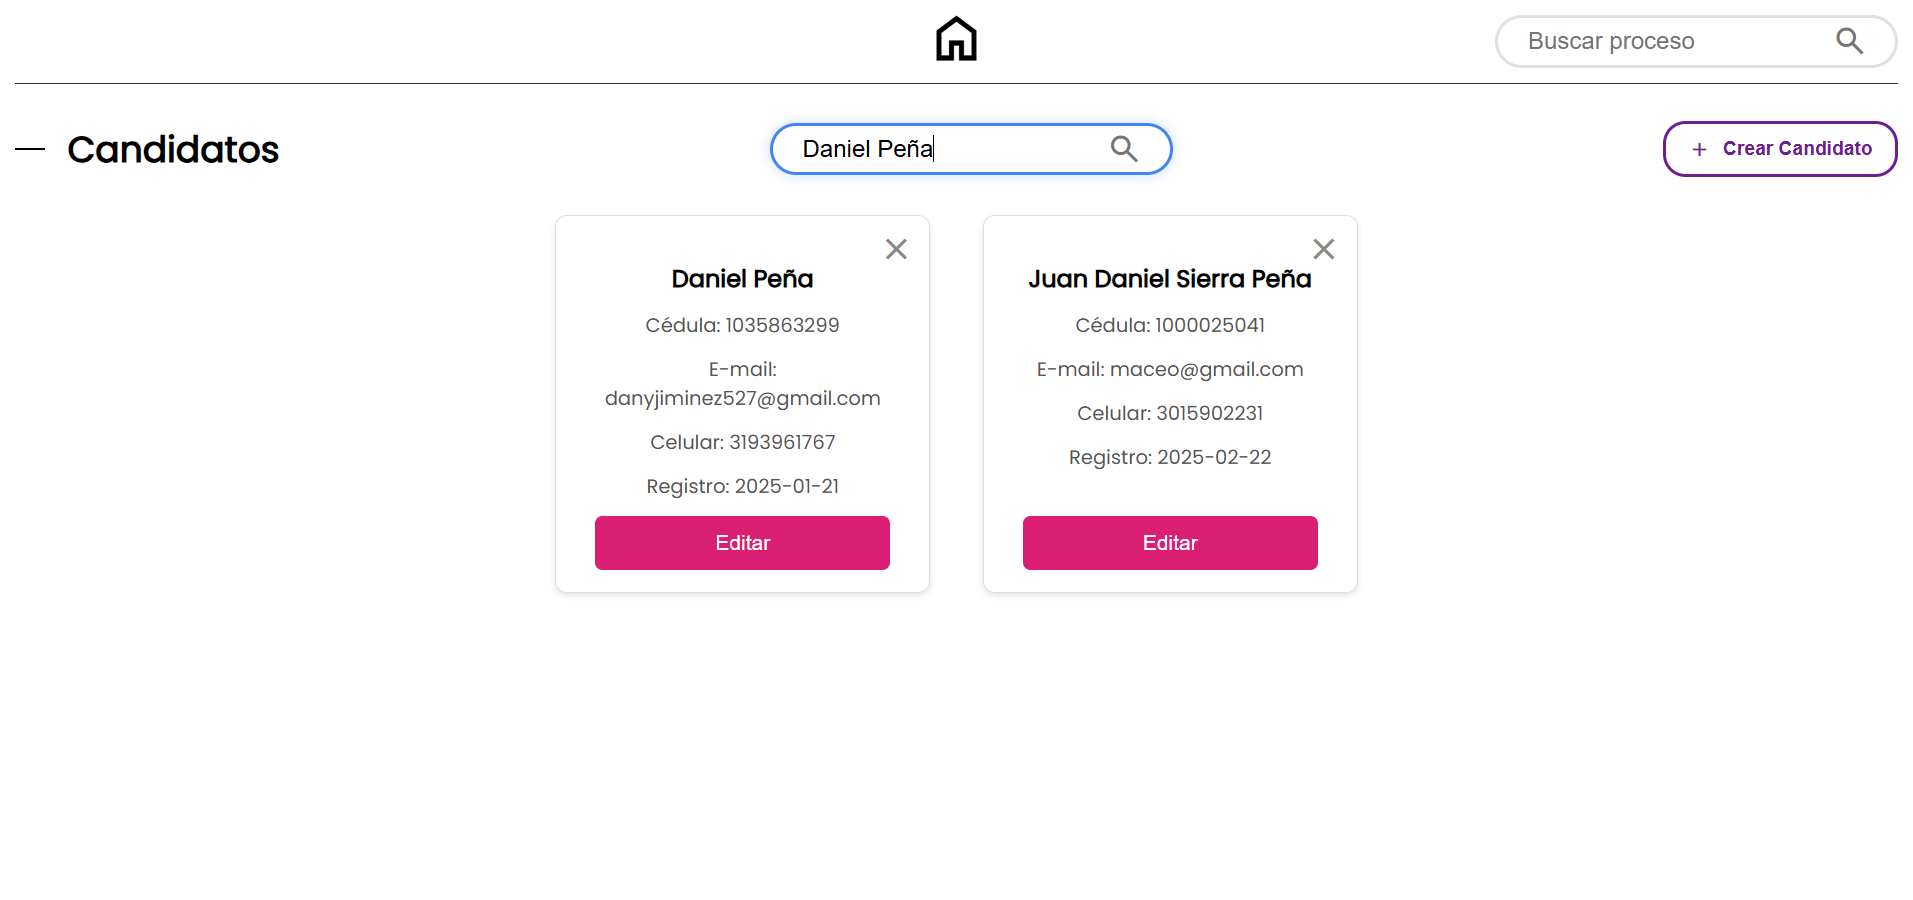 Buscar proceso
Candidatos
Daniel Peña
+ Crear Candidato
Daniel Peña
Cédula: 1035863299
E-mail:
danyjiminez527@gmail.com
Celular: 3193961767
Registro: 2025-01-21
Editar
Juan Daniel Sierra Peña
Cédula: 1000025041
E-mail: maceo@gmail.com
Celular: 3015902231
Registro: 2025-02-22
Editar